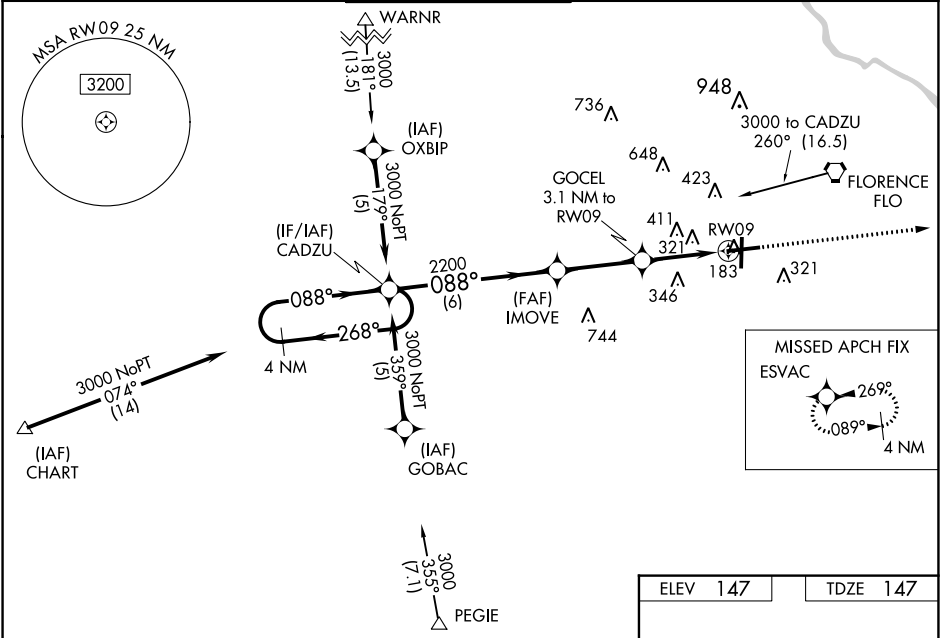 MSA RW09 25 NM
3200
WARNR
3000
181°
(13.5)
(IAF)
OXBIP
3000 NoPT
179°
(5)
(IF/IAF)
CADZU
088°
268°
4 NM
2200
088°
(6)
(FAF)
IMOVE
GOCEL
3.1 NM to
RW09
736
648
423
948
3000 to CADZU
260° (16.5)
FLORENCE
FLO
411
321
RW09
183
346
321
744
3000 NoPT
359°
(5)
(IAF)
GOBAC
3000 NoPT
074°
(14)
(IAF)
CHART
3000
355°
(7.1)
PEGIE
MISSED APCH FIX
ESVAC
269°
089°
4 NM
ELEV 147
TDZE 147